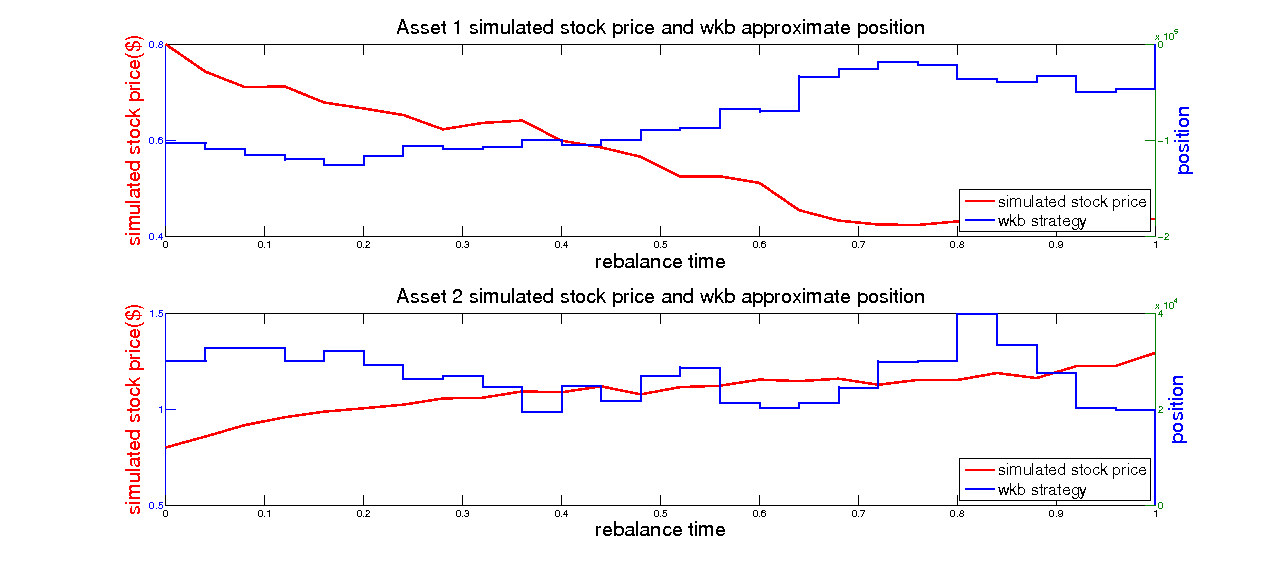 Asset 1 simulated stock price and wkb approximate position
simulated stock price($)
0.8
0.6
0.4
x 10^5
0
−1
−2
position
simulated stock price
wkb strategy
0 0.1 0.2 0.3 0.4 0.5 0.6 0.7 0.8 0.9 1
rebalance time
Asset 2 simulated stock price and wkb approximate position
simulated stock price($)
1.5
1
0.5
x 10^4
4
2
0
position
simulated stock price
wkb strategy
0 0.1 0.2 0.3 0.4 0.5 0.6 0.7 0.8 0.9 1
rebalance time